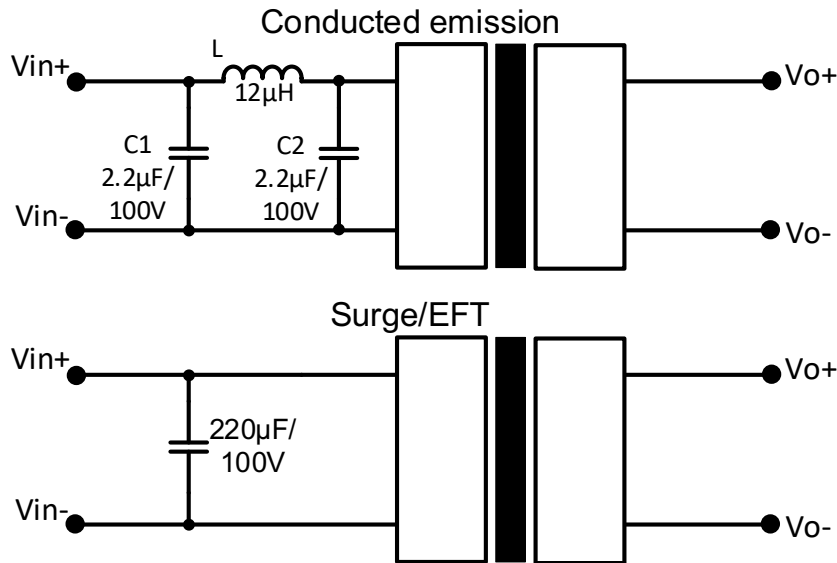 Conducted emission
Vin+
L
12µH
Vo+
C1
2.2µF/
100V
C2
2.2µF/
100V
Vin-
Vo-
Surge/EFT
Vin+
Vo+
220µF/
100V
Vin-
Vo-